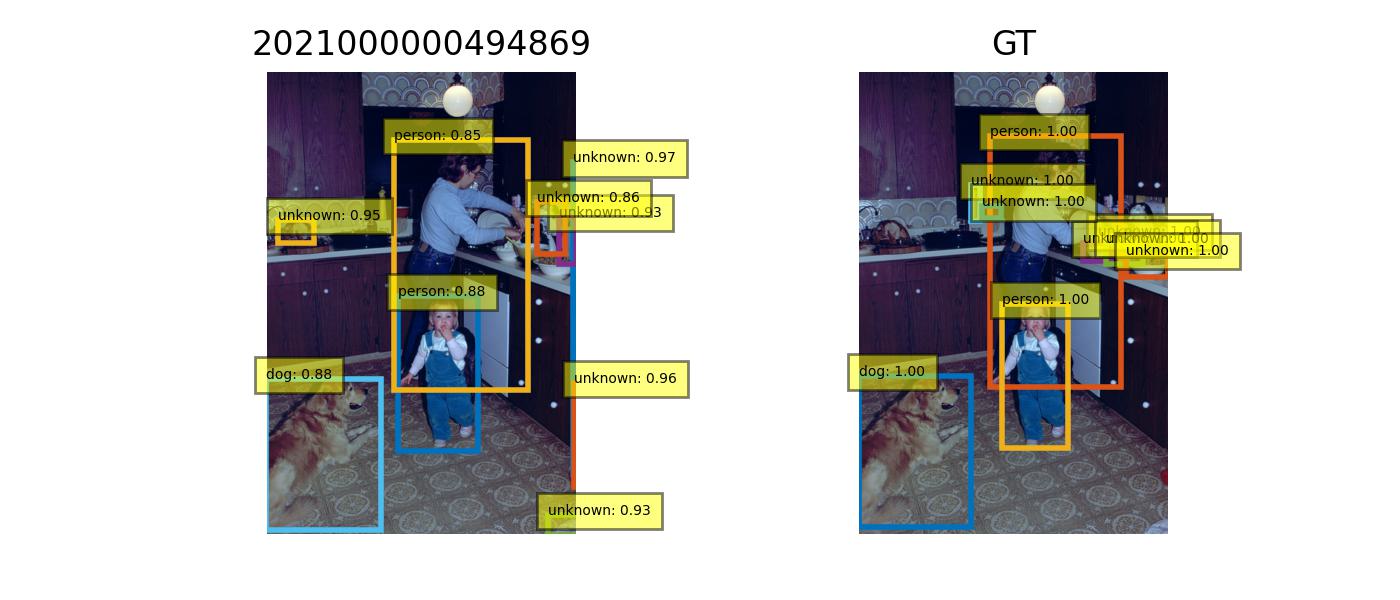 2021000000494869
GT
person: 0.85
unknown: 0.97
unknown: 0.86
unknown: 0.93
unknown: 0.95
person: 0.88
dog: 0.88
unknown: 0.96
unknown: 0.93
person: 1.00
unknown: 1.00
unknown: 1.00
unknown: 1.00
unknown: 1.00
unknown: 1.00
person: 1.00
dog: 1.00